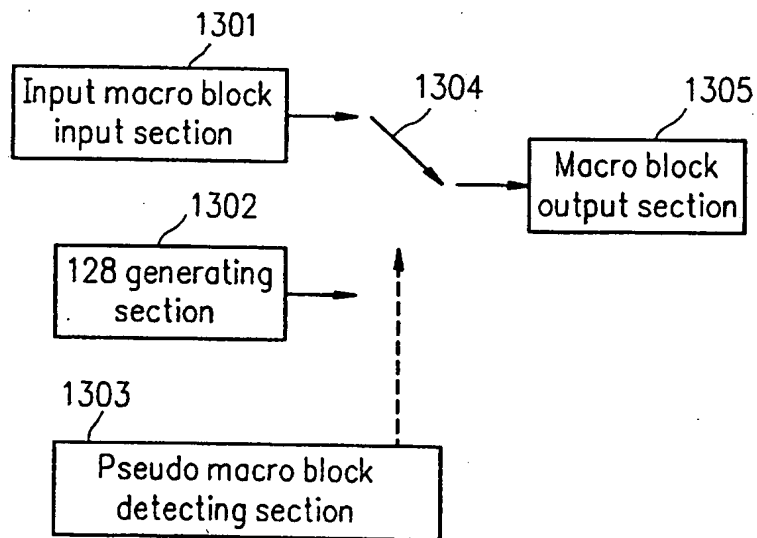 1301
Input macro block
input section
1304
1305
Macro block
output section
1302
128 generating
section
1303
Pseudo macro block
detecting section